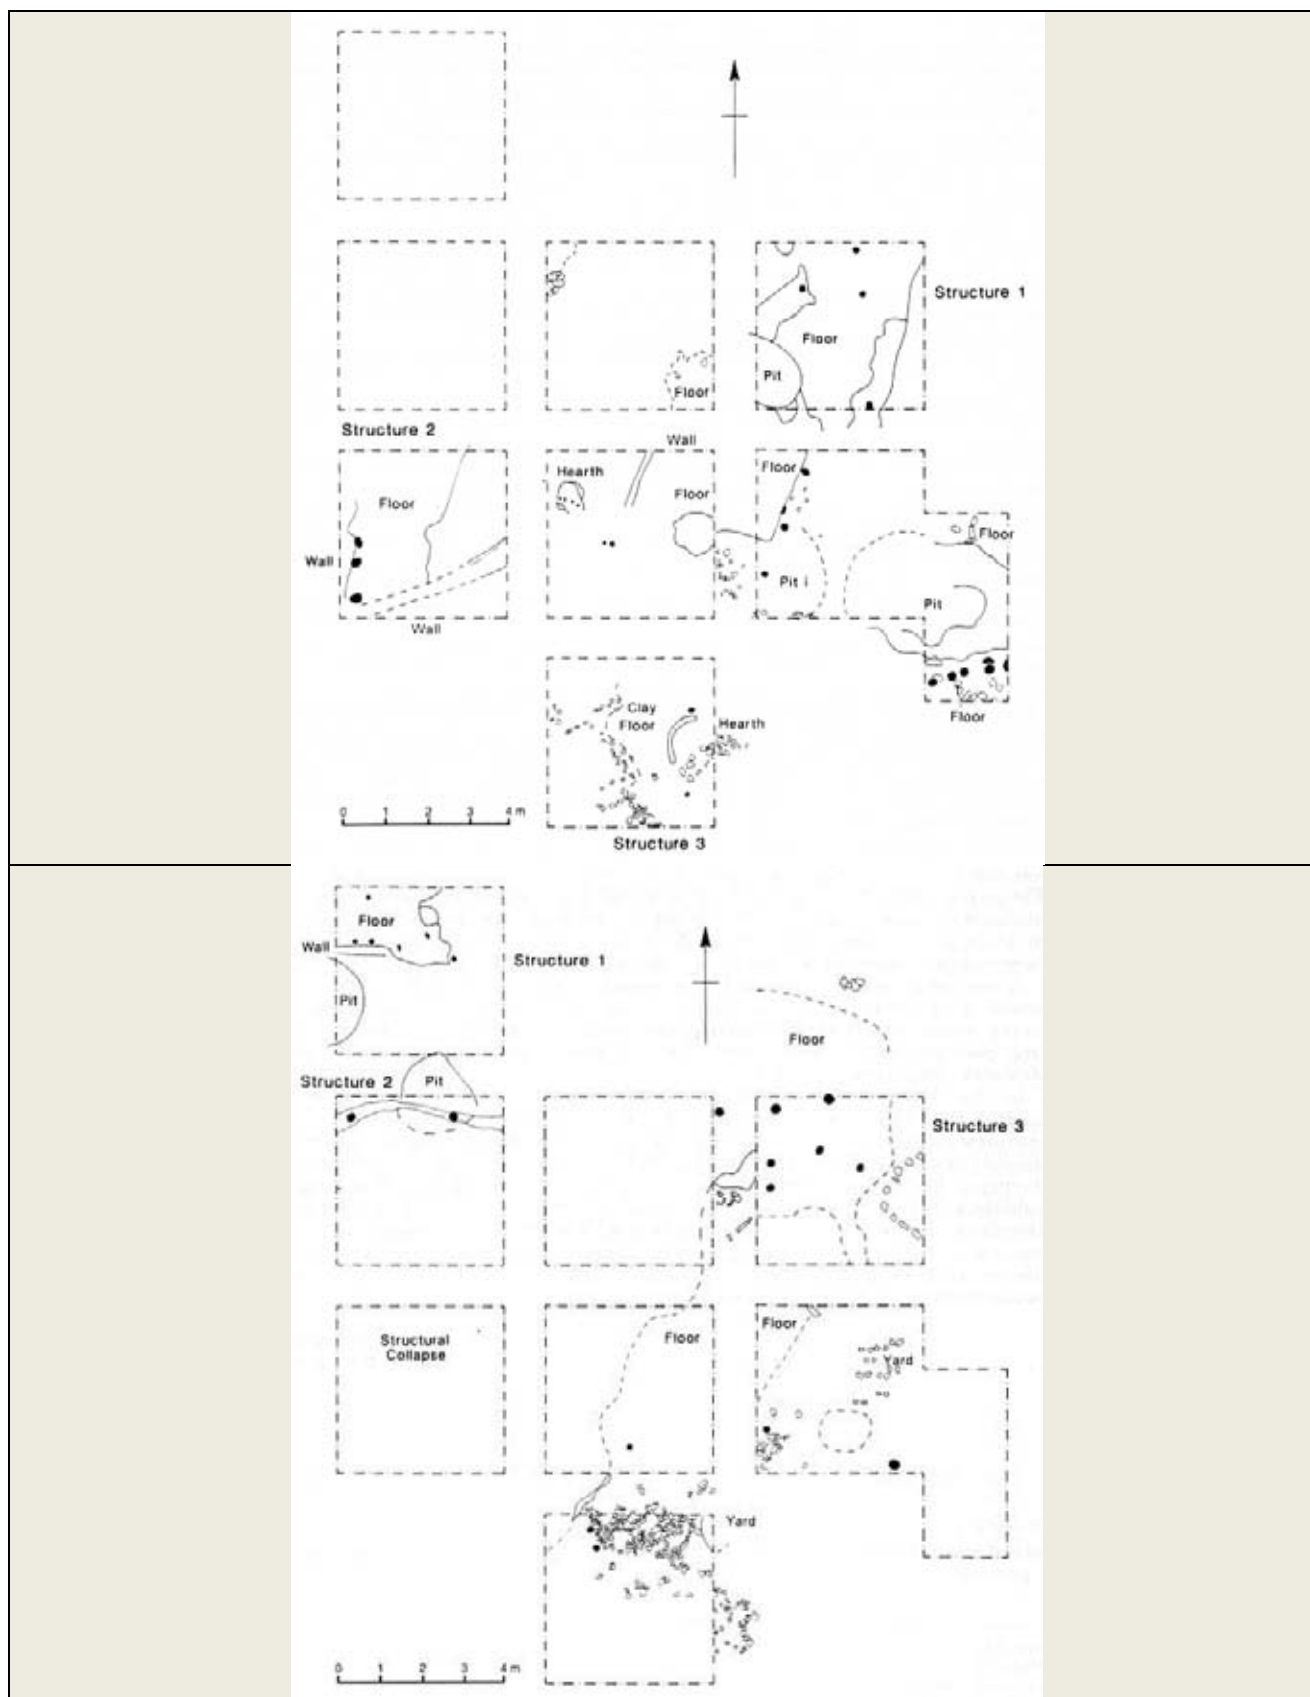 Structure 1
Floor
Pit
Floor
Structure 2
Wall
Hearth
Floor
Floor
Floor
Floor
Wall
Pit i
Pit
Wall
Clay
Floor
Hearth
Floor
0 1 2 3 4 m
Structure 3
Floor
Wall
Structure 1
Pit
Floor
Structure 2
Pit
Structure 3
Floor
Floor
Structural
Collapse
Yard
Yard
0 1 2 3 4 m